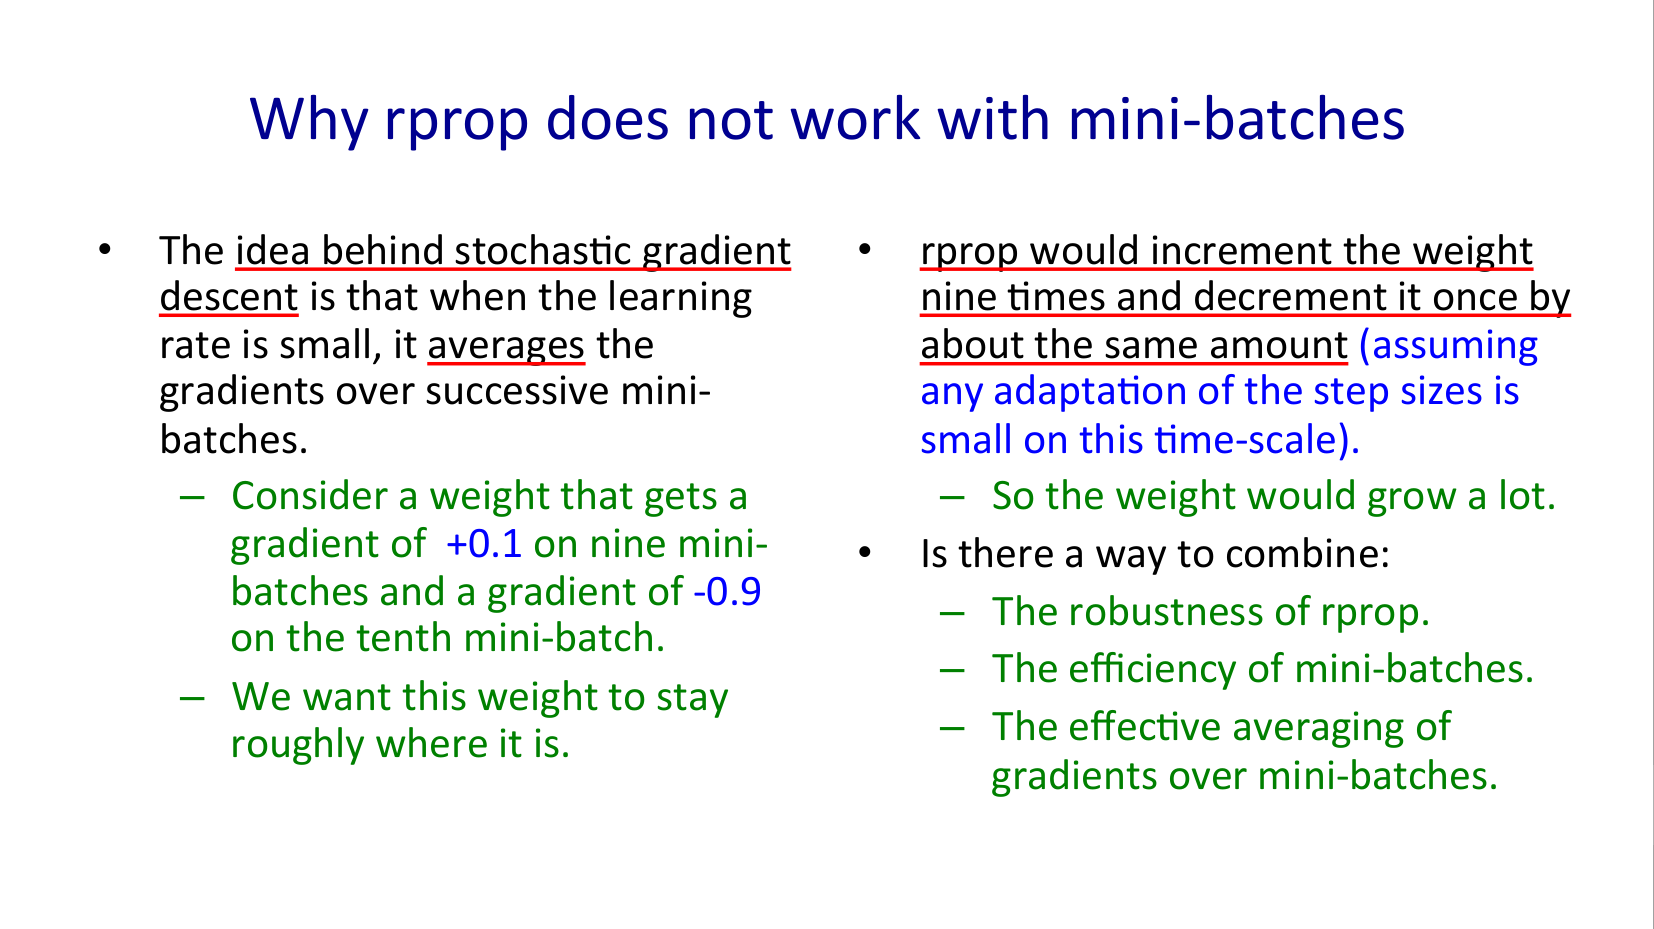 Why rprop does not work with mini-batches
• The idea behind stochastic gradient
descent is that when the learning
rate is small, it averages the
gradients over successive mini-
batches.
– Consider a weight that gets a
gradient of +0.1 on nine mini-
batches and a gradient of -0.9
on the tenth mini-batch.
– We want this weight to stay
roughly where it is.
• rprop would increment the weight
nine times and decrement it once by
about the same amount (assuming
any adaptation of the step sizes is
small on this time-scale).
– So the weight would grow a lot.
• Is there a way to combine:
– The robustness of rprop.
– The efficiency of mini-batches.
– The effective averaging of
gradients over mini-batches.